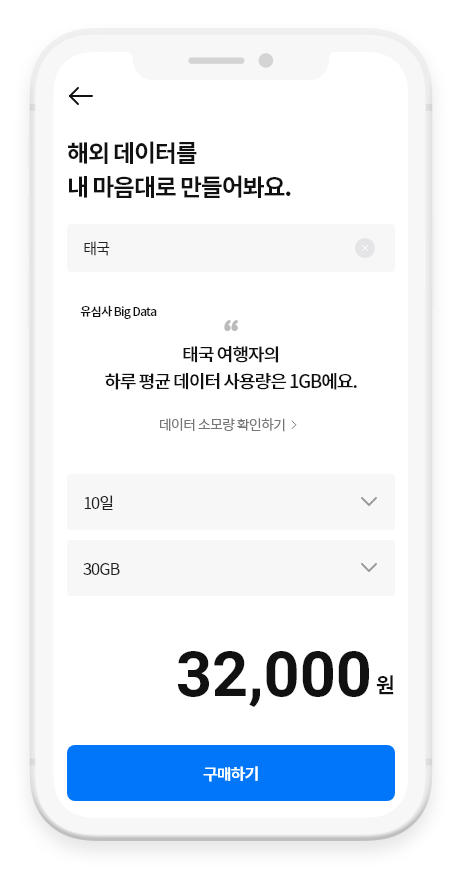 해외 데이터를
내 마음대로 만들어봐요.
태국
유심사 Big Data
“
태국 여행자의
하루 평균 데이터 사용량은 1GB에요.
데이터 소모량 확인하기 >
10일
30GB
32,000 원
구매하기